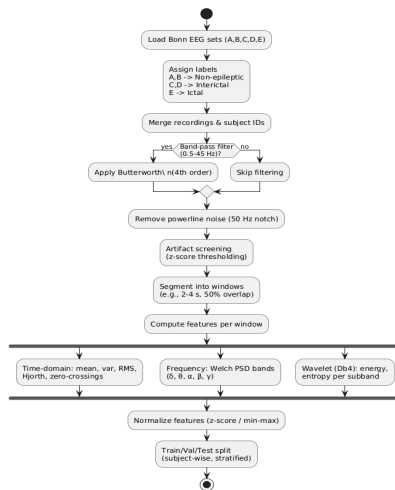 Load Bonn EEG sets (A,B,C,D,E)
Assign labels
A,B -> Non-epileptic
C,D -> Interictal
E -> Ictal
Merge recordings & subject IDs
yes
Band-pass filter
(0.5-45 Hz)?
no
Apply Butterworth\ n(4th order)
Skip filtering
Remove powerline noise (50 Hz notch)
Artifact screening
(z-score thresholding)
Segment into windows
(e.g., 2-4 s, 50% overlap)
Compute features per window
Time-domain: mean, var, RMS,
Hjorth, zero-crossings
Frequency: Welch PSD bands
(δ, θ, α, β, γ)
Wavelet (Db4): energy,
entropy per subband
Normalize features (z-score / min-max)
Train/Val/Test split
(subject-wise, stratified)